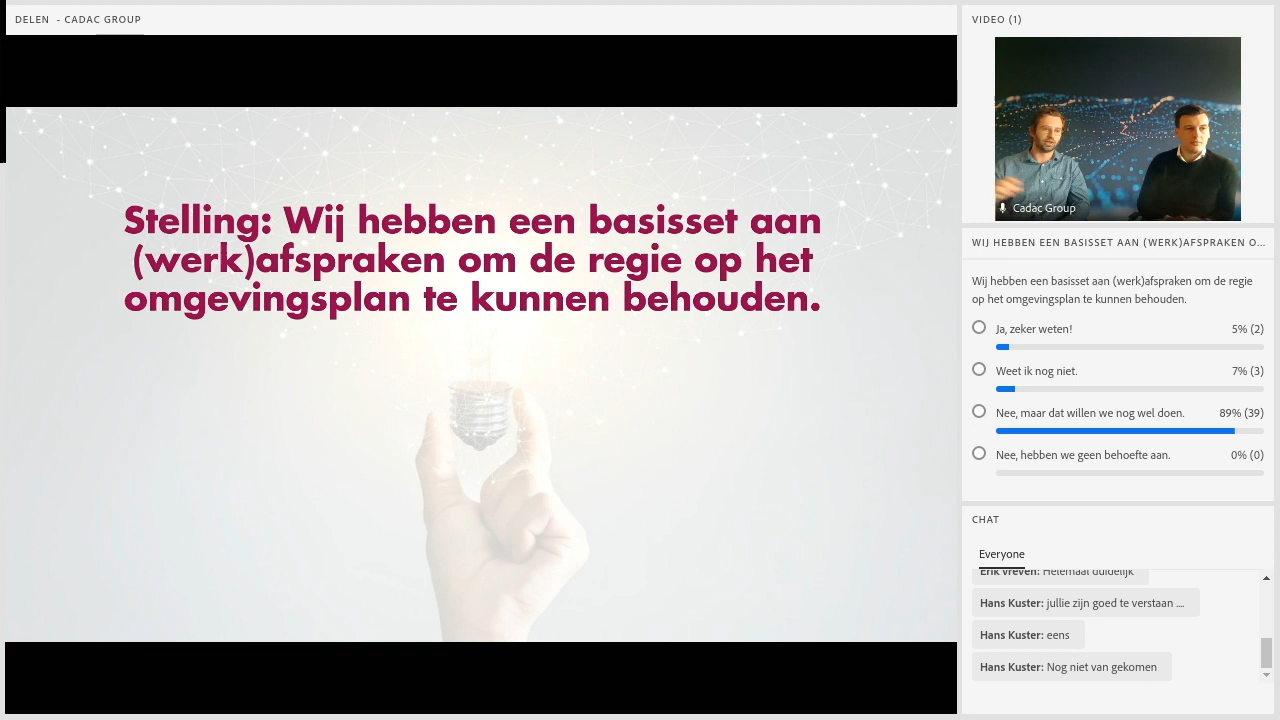 DELEN - CADAC GROUP
Stelling: Wij hebben een basisset aan
(werk)afspraken om de regie op het
omgevingsplan te kunnen behouden.
VIDEO (1)
Cadac Group
WIJ HEBBEN EEN BASISSET AAN (WERK)AFSPRAKEN O...
Wij hebben een basisset aan (werk)afspraken om de regie
op het omgevingsplan te kunnen behouden.
Ja, zeker weten! 5% (2)
Weet ik nog niet. 7% (3)
Nee, maar dat willen we nog wel doen. 89% (39)
Nee, hebben we geen behoefte aan. 0% (0)
CHAT
Everyone
Erik Vreven: Helemaal duidelijk
Hans Kuster: jullie zijn goed te verstaan ....
Hans Kuster: eens
Hans Kuster: Nog niet van gekomen